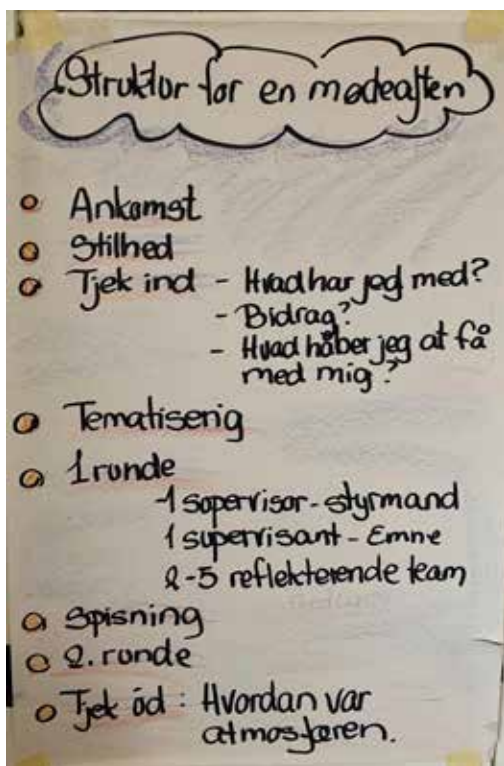 Struktur for en mødeaften
Ankomst
Stilhed
Tjek ind - Hvad har jeg med?
- Bidrag?
- Hvad håber jeg at få
med mig?
Tematiserig
1 runde
-1 supervisor - styrmand
1 supervisant - Emne
2-5 reflekterende team
Spisning
2. runde
Tjek ud : Hvordan var
atmosfæren.